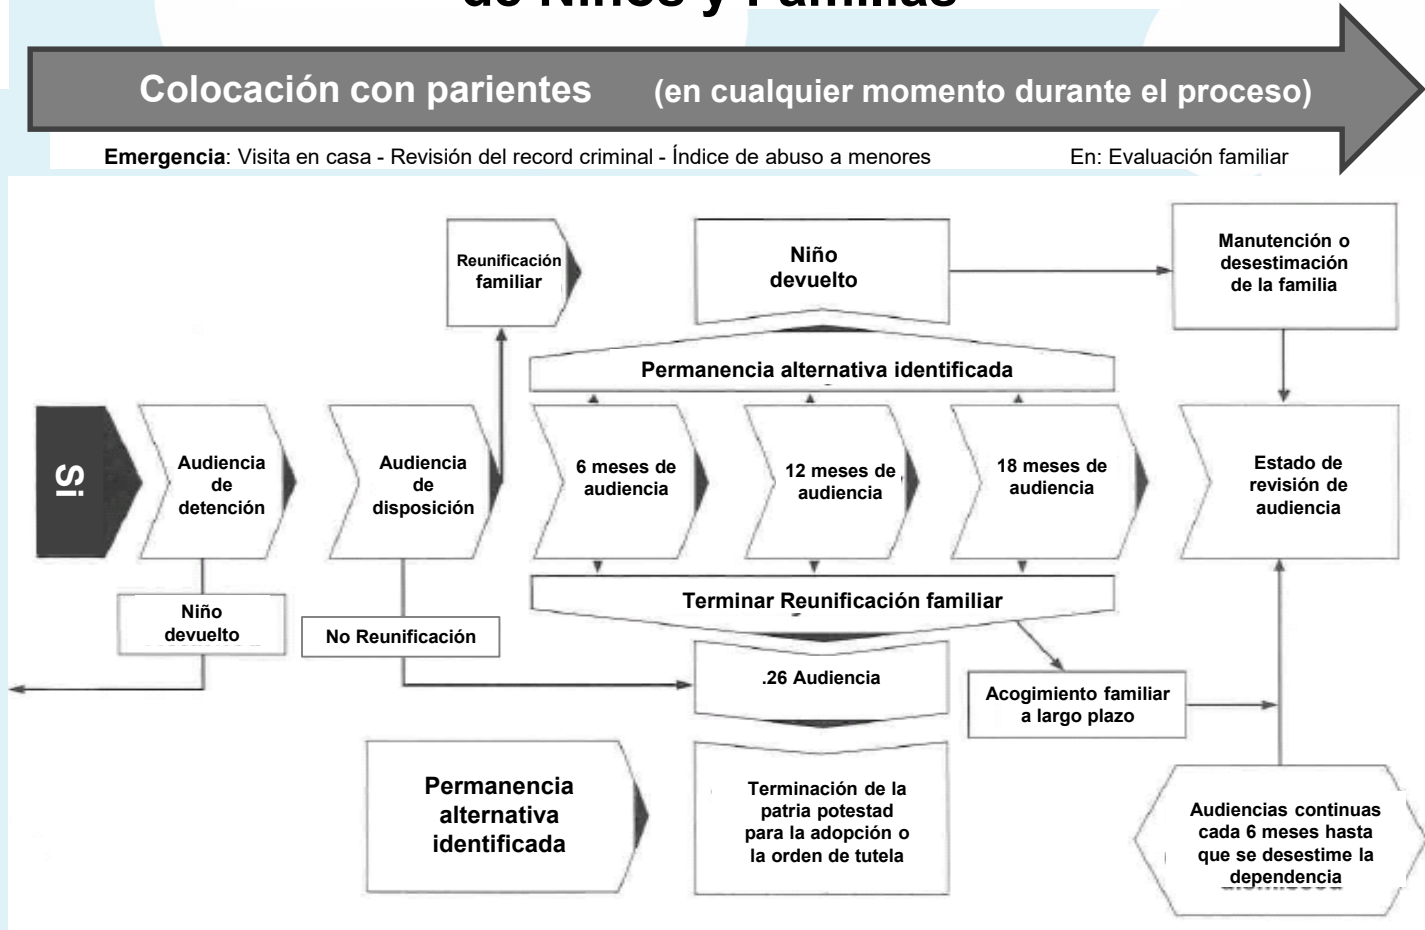 de Niños y Familias
Colocación con parientes (en cualquier momento durante el proceso)
Emergencia: Visita en casa - Revisión del record criminal - Índice de abuso a menores En: Evaluación familiar
Reunificación
familiar
Niño
devuelto
Manutención o
desestimación
de la familia
Permanencia alternativa identificada
Si
Audiencia
de
detención
Audiencia
de
disposición
6 meses de
audiencia
12 meses de
audiencia
18 meses de
audiencia
Estado de
revisión de
audiencia
Niño
devuelto
No Reunificación
Terminar Reunificación familiar
.26 Audiencia
Acogimiento familiar
a largo plazo
Permanencia
alternativa
identificada
Terminación de la
patria potestad
para la adopción o
la orden de tutela
Audiencias continuas
cada 6 meses hasta
que se desestime la
dependencia